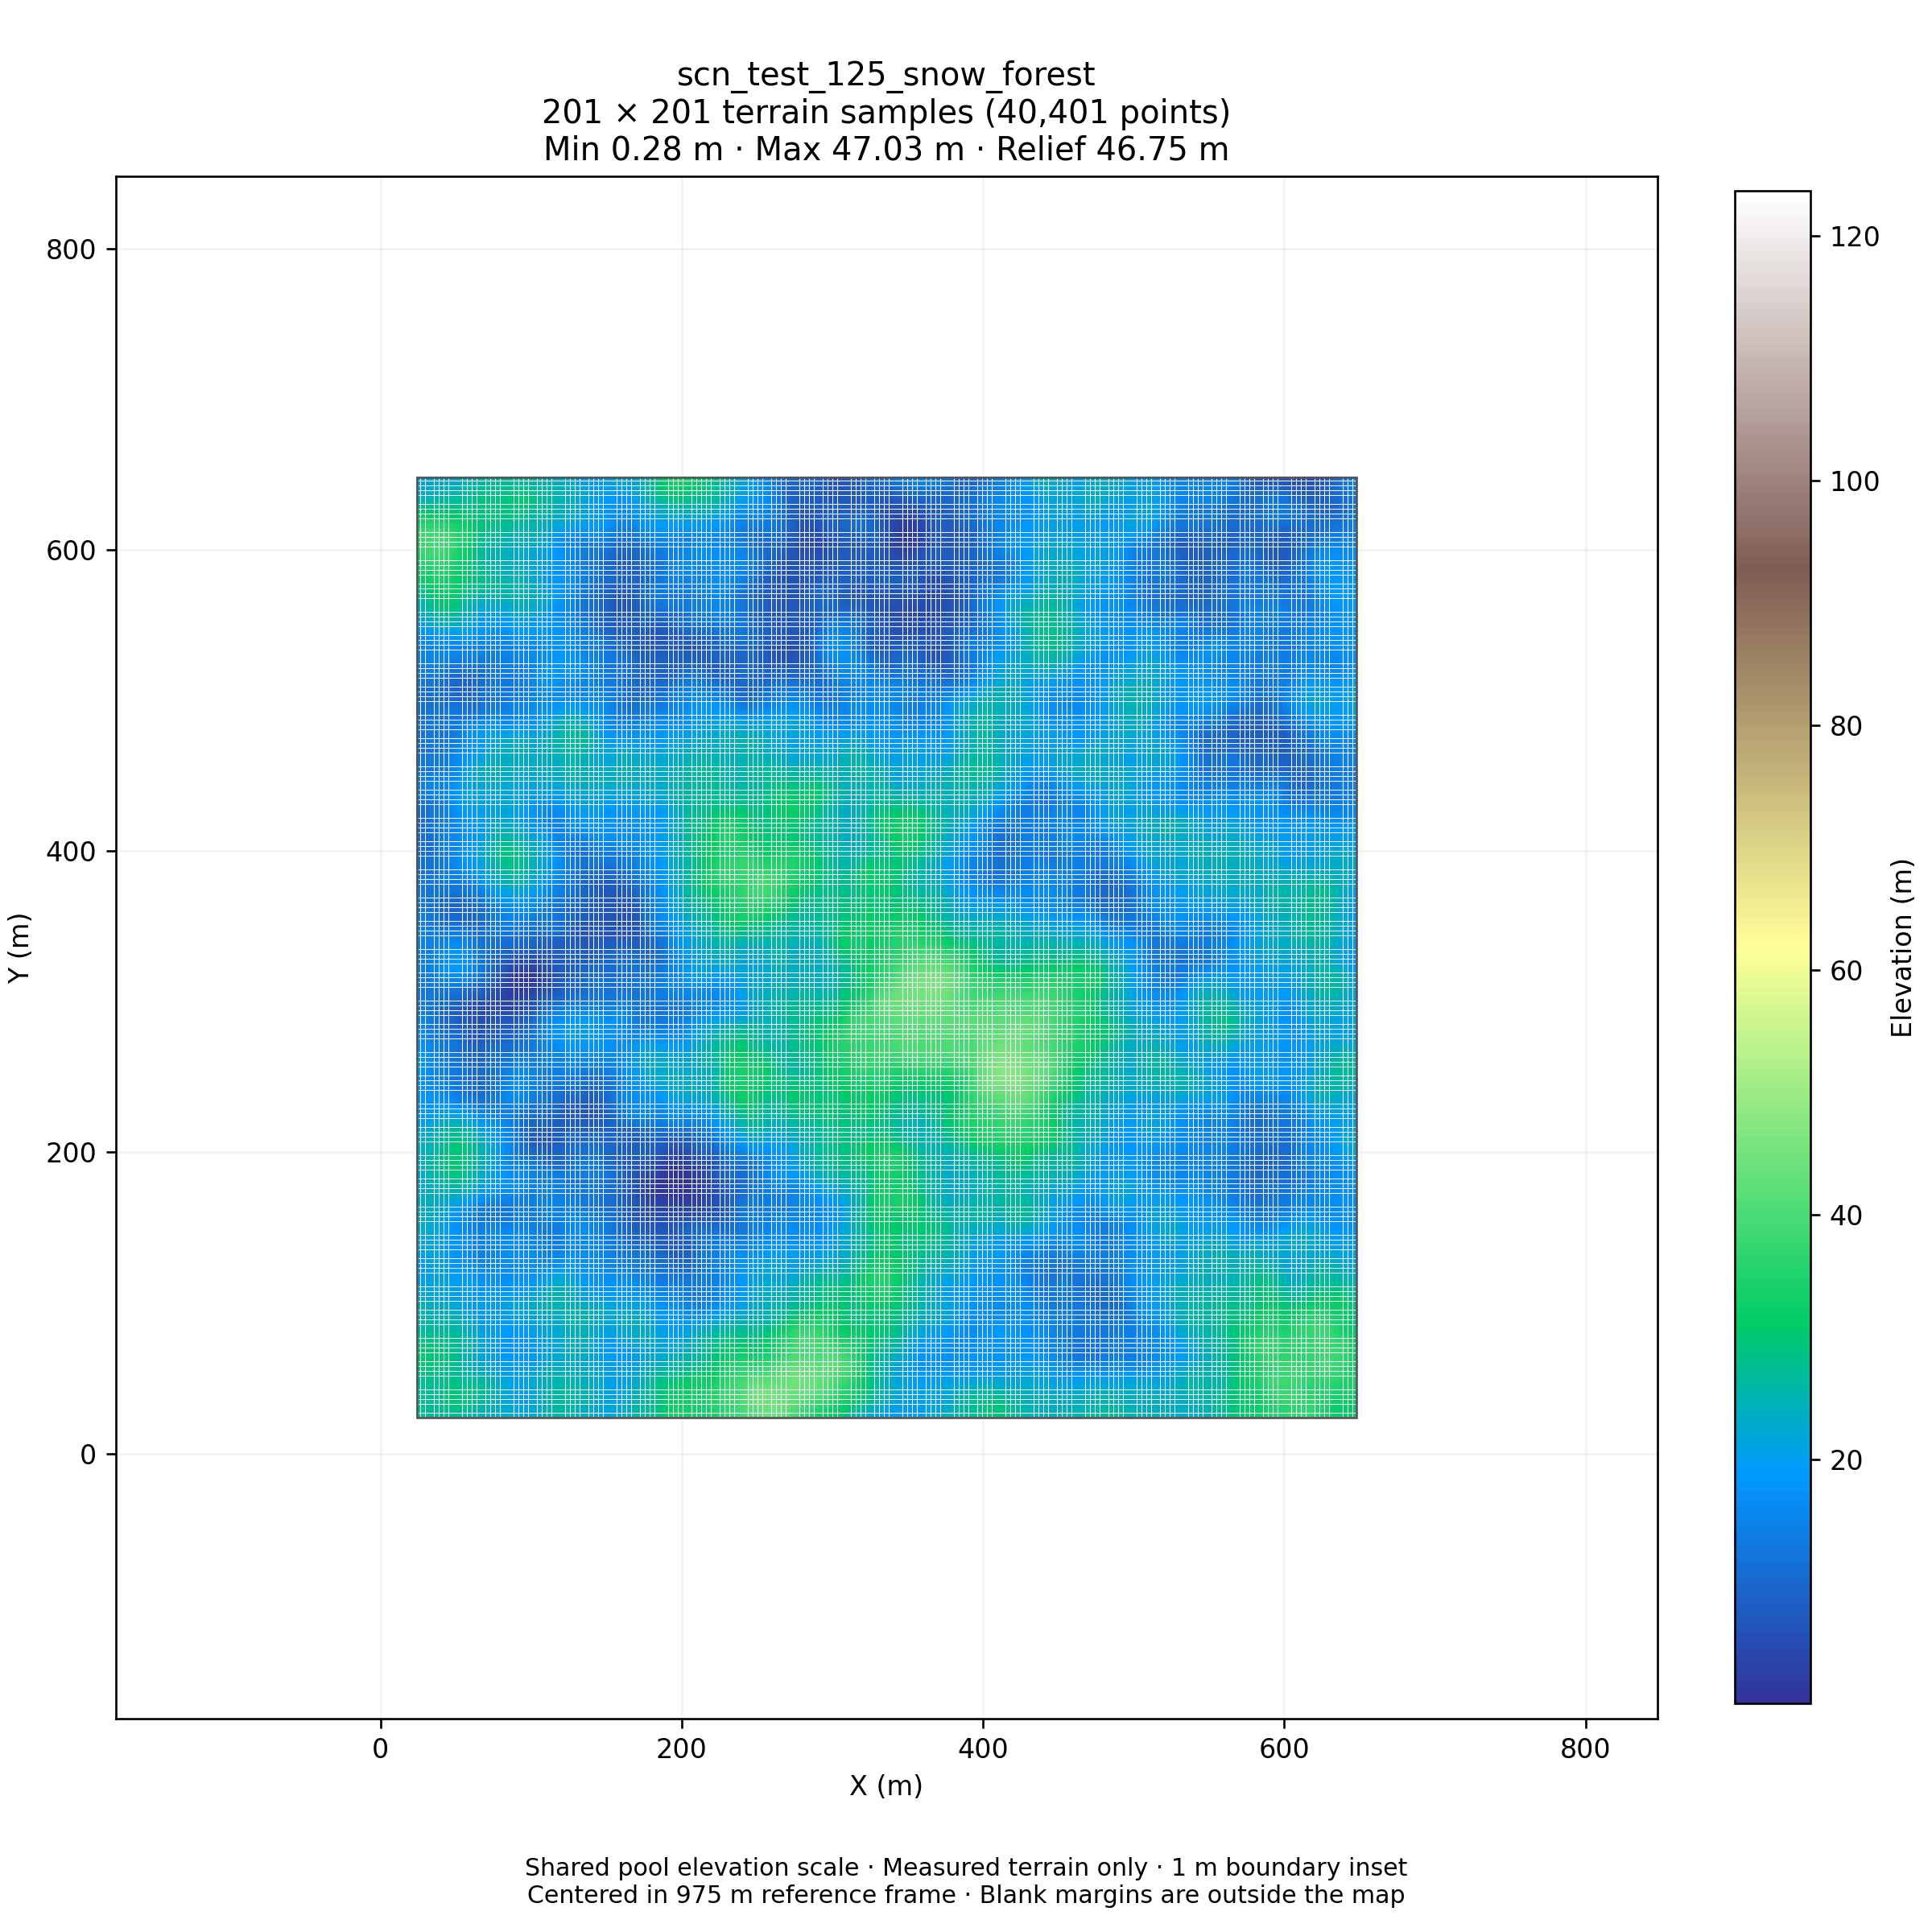 scn_test_125_snow_forest
201 × 201 terrain samples (40,401 points)
Min 0.28 m · Max 47.03 m · Relief 46.75 m
800
600
400
200
0
Y (m)
0
200
400
600
800
X (m)
120
100
80
60
40
20
Elevation (m)
Shared pool elevation scale · Measured terrain only · 1 m boundary inset
Centered in 975 m reference frame · Blank margins are outside the map